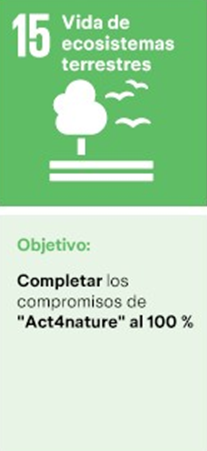 15 Vida de
ecosistemas
terrestres
Objetivo:
Completar los
compromisos de
"Act4nature" al 100 %